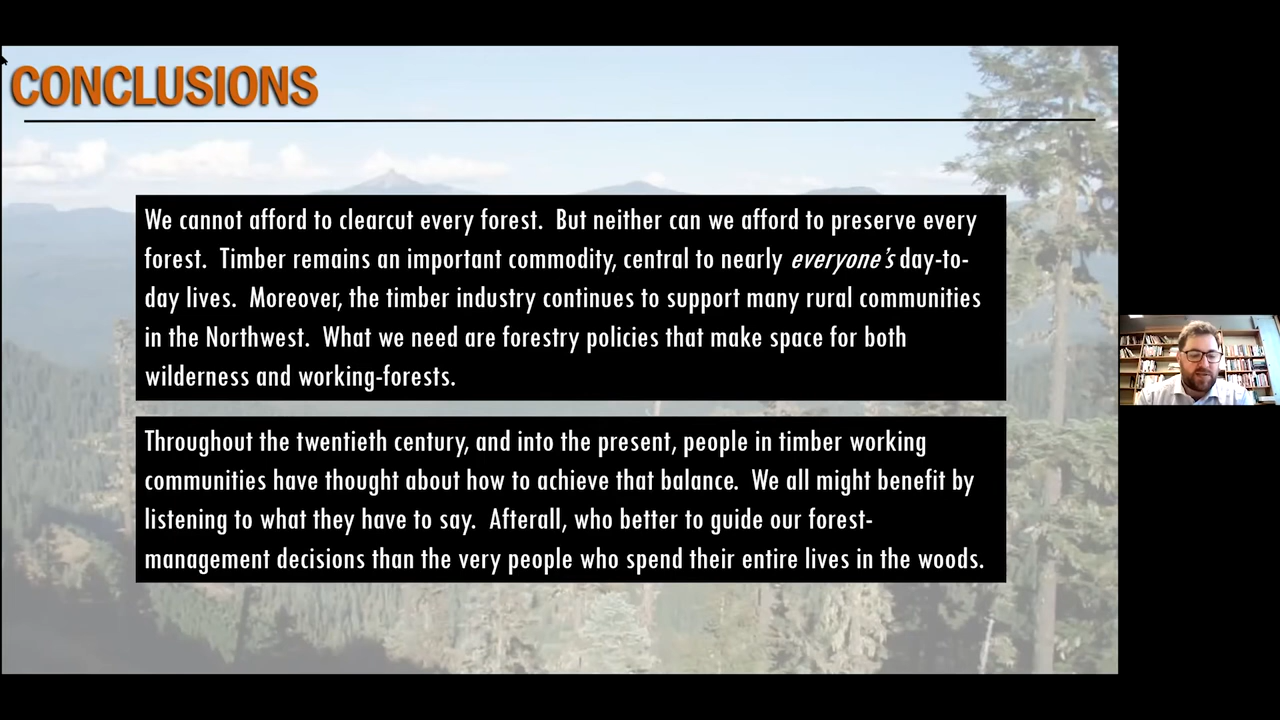 CONCLUSIONS
We cannot afford to clearcut every forest.  But neither can we afford to preserve every
forest.  Timber remains an important commodity, central to nearly everyone's day-to-
day lives.  Moreover, the timber industry continues to support many rural communities
in the Northwest.  What we need are forestry policies that make space for both
wilderness and working-forests.
Throughout the twentieth century, and into the present, people in timber working
communities have thought about how to achieve that balance.  We all might benefit by
listening to what they have to say.  Afterall, who better to guide our forest-
management decisions than the very people who spend their entire lives in the woods.